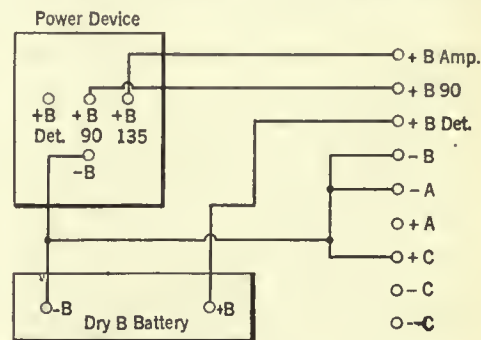 Power Device
+B +B +B
Det. 90 135
-B
-B
+B
Dry B Battery
+ B Amp.
+ B 90
+ B Det.
- B
- A
+ A
+ C
- C
- C